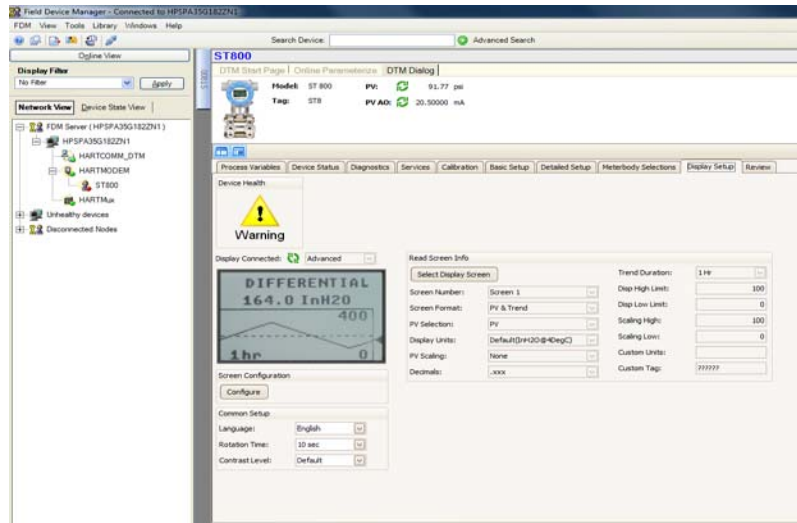 Field Device Manager - Connected to HPSPA35G182ZN1
FDM View Tools Library Windows Help
Search Device: Advanced Search
Online View
Display Filter
No Filter Apply
Network View Device State View
FDM Server (HPSPA35G182ZN1)
HPSPA35G182ZN1
HARTCOMM_DTM
HARTMODEM
ST800
HARTMux
Unhealthy devices
Disconnected Nodes
ST800
ST800
DTM Start Page Online Parameterize DTM Dialog
Model: ST 800 PV: 91.77 psi
Tag: ST8 PV AO: 20.50000 mA
Process Variables Device Status Diagnostics Services Calibration Basic Setup Detailed Setup Meterbody Selections Display Setup Review
Device Health
Warning
Display Connected: Advanced
DIFFERENTIAL
164.0 InH20
400
1hr 0
Screen Configuration
Configure
Common Setup
Language: English
Rotation Time: 10 sec
Contrast Level: Default
Read Screen Info
Select Display Screen
Screen Number: Screen 1
Screen Format: PV & Trend
PV Selection: PV
Display Units: Default(InH2O@4DegC)
PV Scaling: None
Decimals: .xxx
Trend Duration: 1 Hr
Disp High Limit: 100
Disp Low Limit: 0
Scaling High: 100
Scaling Low: 0
Custom Units:
Custom Tag: ??????